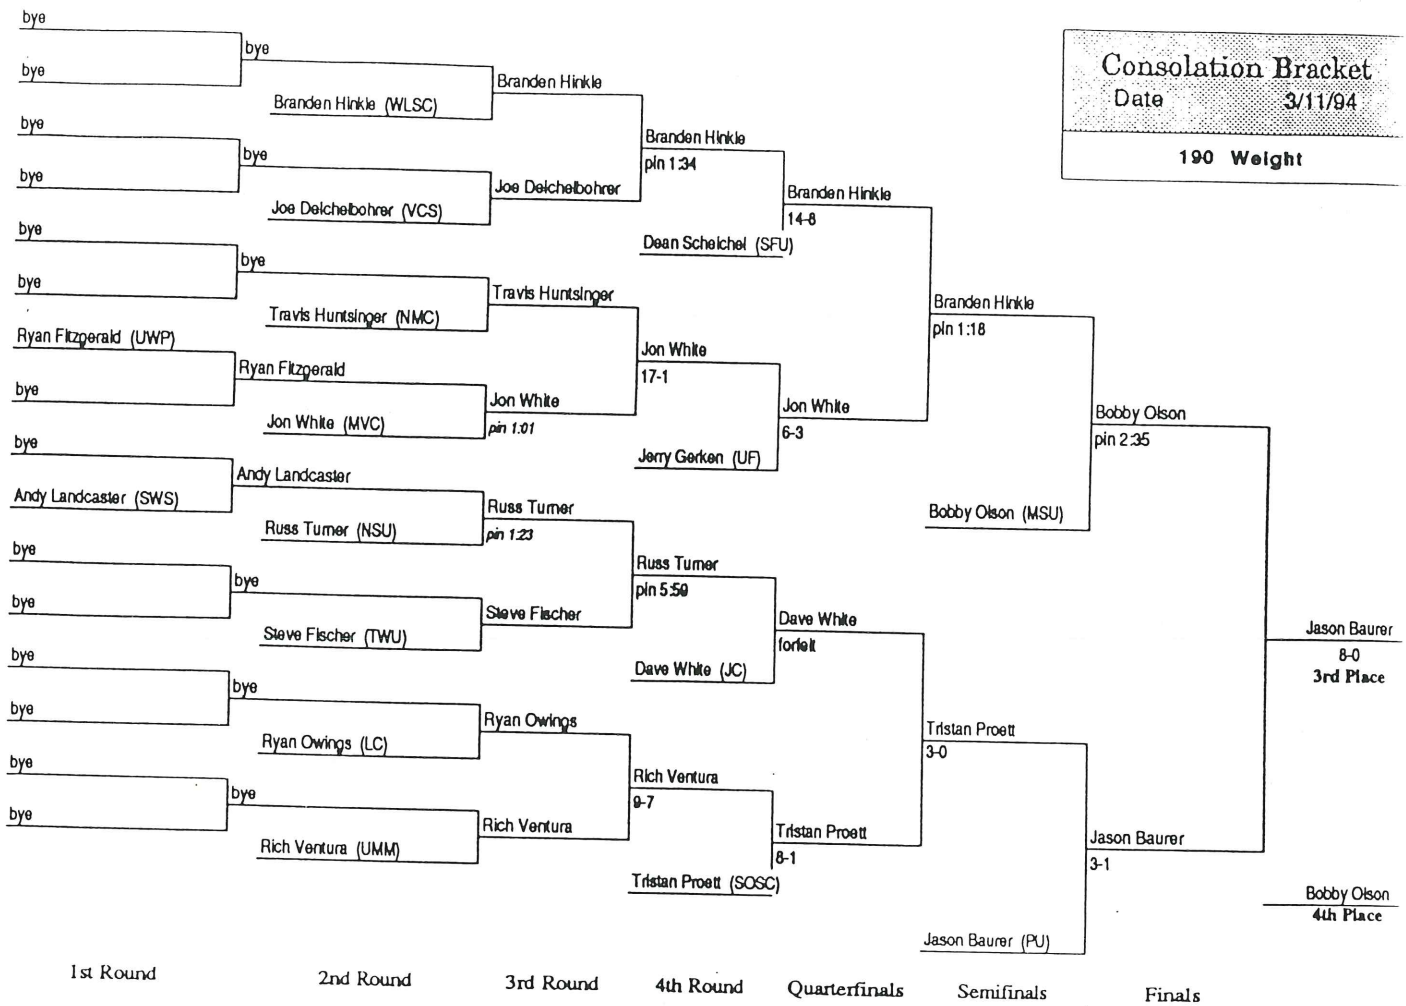 Consolation Bracket
Date 3/11/94
190 Weight
bye
bye
bye
bye
bye
bye
Ryan Fitzgerald (UWP)
bye
bye
Andy Landcaster (SWS)
bye
bye
bye
bye
bye
bye
1st Round
bye
Branden Hinkle (WLSC)
bye
Joe Deichelbohrer (VCS)
bye
Travis Huntsinger (NMC)
Ryan Fitzgerald
Jon White (MVC)
Andy Landcaster
Russ Turner (NSU)
bye
Steve Fischer (TWU)
bye
Ryan Owings (LC)
bye
Rich Ventura (UMM)
2nd Round
Branden Hinkle
Joe Deichelbohrer
Travis Huntsinger
Jon White
pin 1:01
Russ Turner
pin 1:23
Steve Fischer
Ryan Owings
Rich Ventura
3rd Round
Branden Hinkle
pin 1:34
Dean Scheichel (SFU)
Jon White
17-1
Jerry Gerken (UF)
Russ Turner
pin 5:59
Dave White (JC)
Rich Ventura
9-7
Tristan Proett (SOSC)
4th Round
Branden Hinkle
14-8
Jon White
6-3
Dave White
forfeit
Tristan Proett
8-1
Quarterfinals
Branden Hinkle
pin 1:18
Bobby Olson (MSU)
Tristan Proett
3-0
Jason Baurer (PU)
Semifinals
Bobby Olson
pin 2:35
Jason Baurer
3-1
Finals
Jason Baurer
8-0
3rd Place
Bobby Olson
4th Place